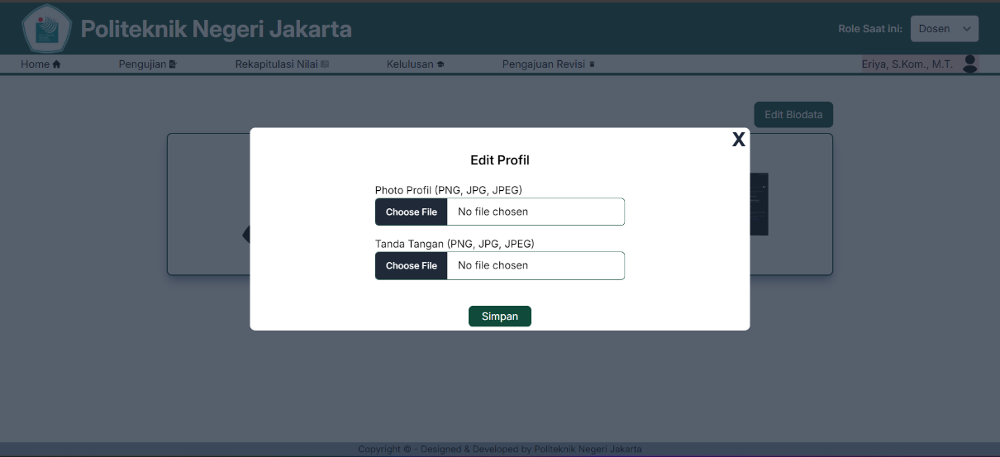 Politeknik Negeri Jakarta
Role Saat ini: Dosen
Home Pengujian Rekapitulasi Nilai Kelulusan Pengajuan Revisi Eriya, S.Kom., M.T.
Edit Biodata
X
Edit Profil
Photo Profil (PNG, JPG, JPEG)
Choose File No file chosen
Tanda Tangan (PNG, JPG, JPEG)
Choose File No file chosen
Simpan
Copyright © - Designed & Developed by Politeknik Negeri Jakarta